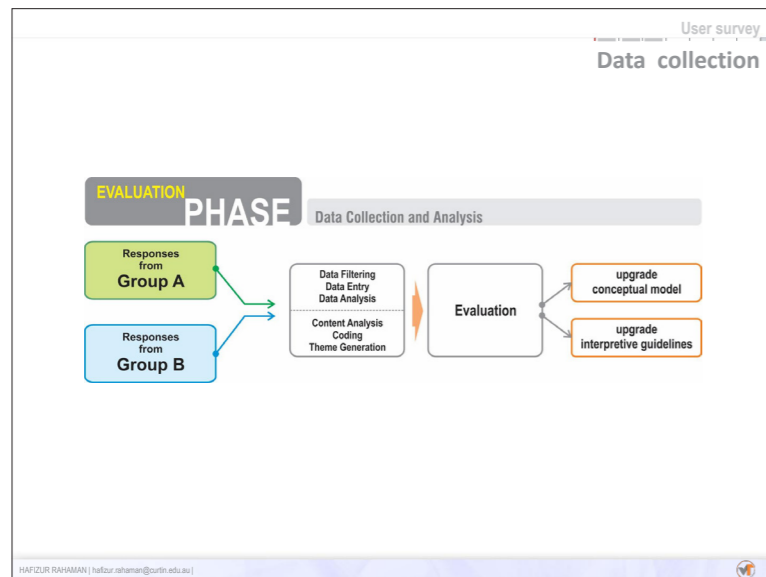 User survey
Data collection
EVALUATION
PHASE
Data Collection and Analysis
Responses
from
Group A
Responses
from
Group B
Data Filtering
Data Entry
Data Analysis
Content Analysis
Coding
Theme Generation
Evaluation
upgrade
conceptual model
upgrade
interpretive guidelines
HAFIZUR RAHAMAN | hafizur.rahaman@curtin.edu.au |